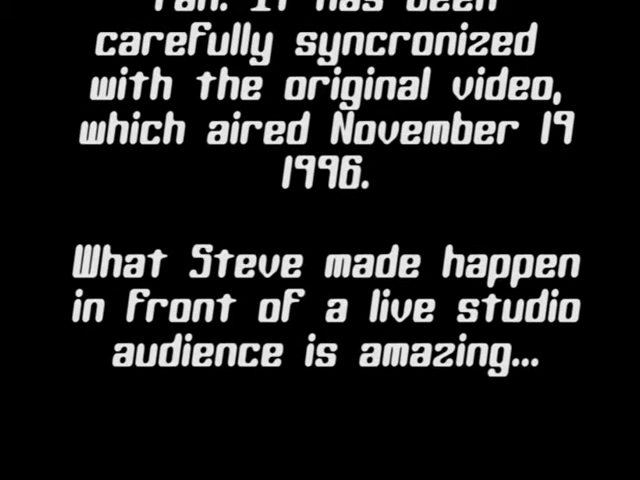 fan. It has been
carefully syncronized
with the original video,
which aired November 19
1996.
What Steve made happen
in front of a live studio
audience is amazing...